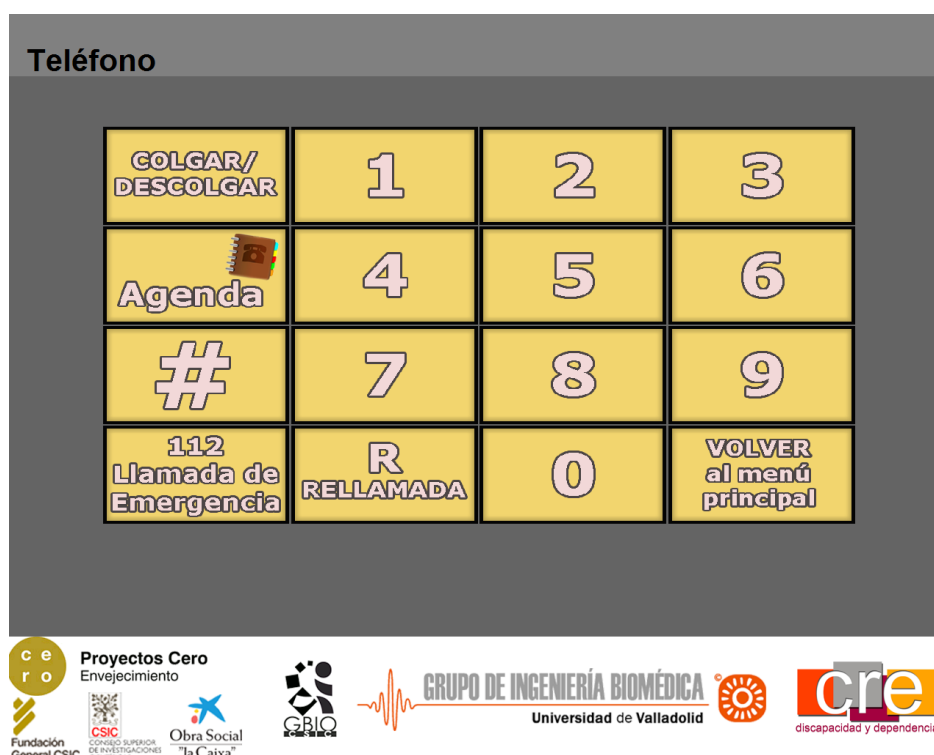 Teléfono
COLGAR/
DESCOLGAR
1
2
3
Agenda
4
5
6
#
7
8
9
112
Llamada de
Emergencia
R
RELLAMADA
0
VOLVER
al menú
principal
cero
Proyectos Cero
Envejecimiento
Fundación
General CSIC
CSIC
CONSEJO SUPERIOR
DE INVESTIGACIONES
Obra Social
"la Caixa"
GBIO
CSIC
GRUPO DE INGENIERÍA BIOMÉDICA
Universidad de Valladolid
cre
discapacidad y dependencia